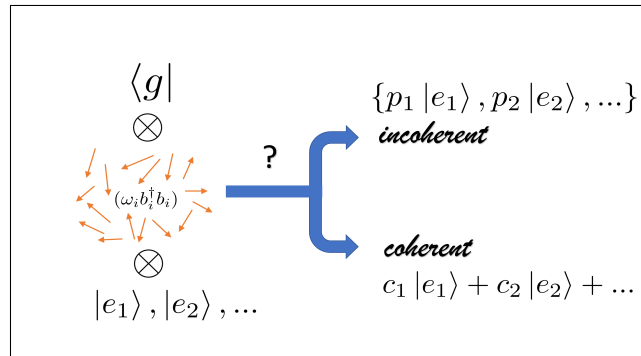 ⟨g|
⊗
(ω_i b_i^† b_i)
⊗
|e_1⟩ , |e_2⟩ , ...
?
{p_1 |e_1⟩ , p_2 |e_2⟩ , ...}
incoherent
coherent
c_1 |e_1⟩ + c_2 |e_2⟩ + ...